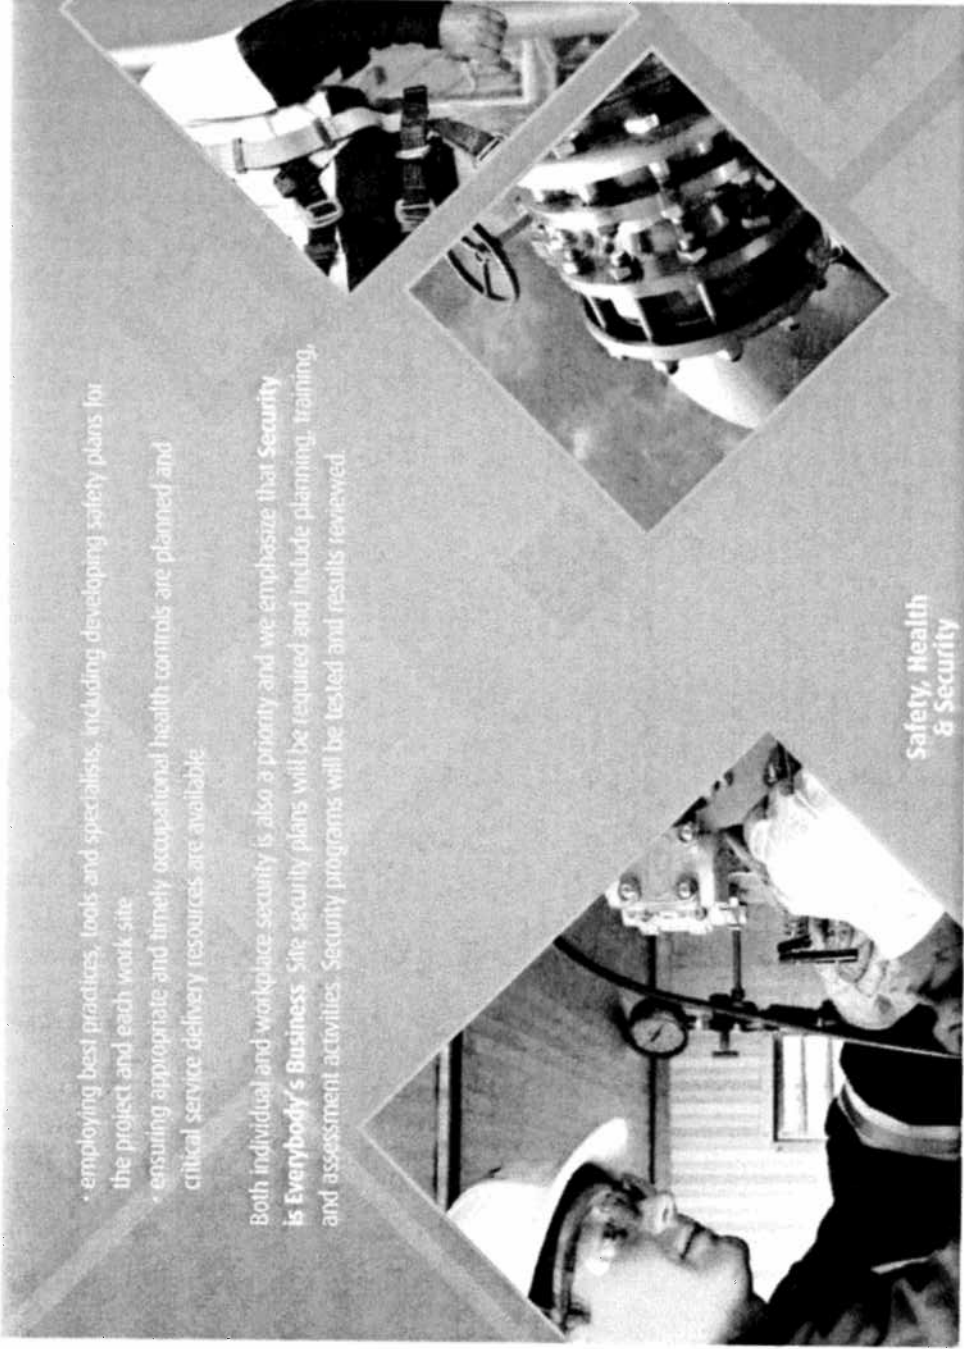 · employing best practices, tools and specialists, including developing safety plans for
the project and each work site
· ensuring appropriate and timely occupational health controls are planned and
critical service delivery resources are available
Both individual and workplace security is also a priority and we emphasize that Security
is Everybody's Business Site security plans will be required and include planning, training,
and assessment activities Security programs will be tested and results reviewed
Safety, Health
& Security